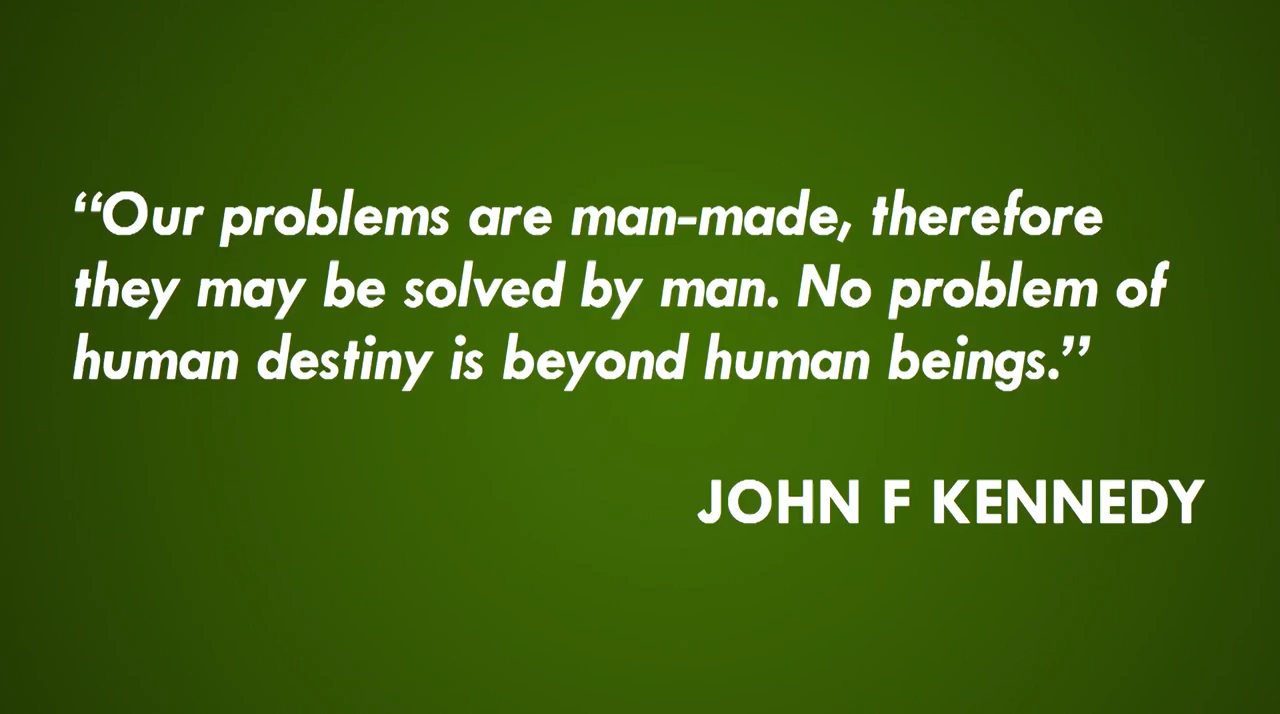 “Our problems are man-made, therefore
they may be solved by man. No problem of
human destiny is beyond human beings.”
JOHN F KENNEDY